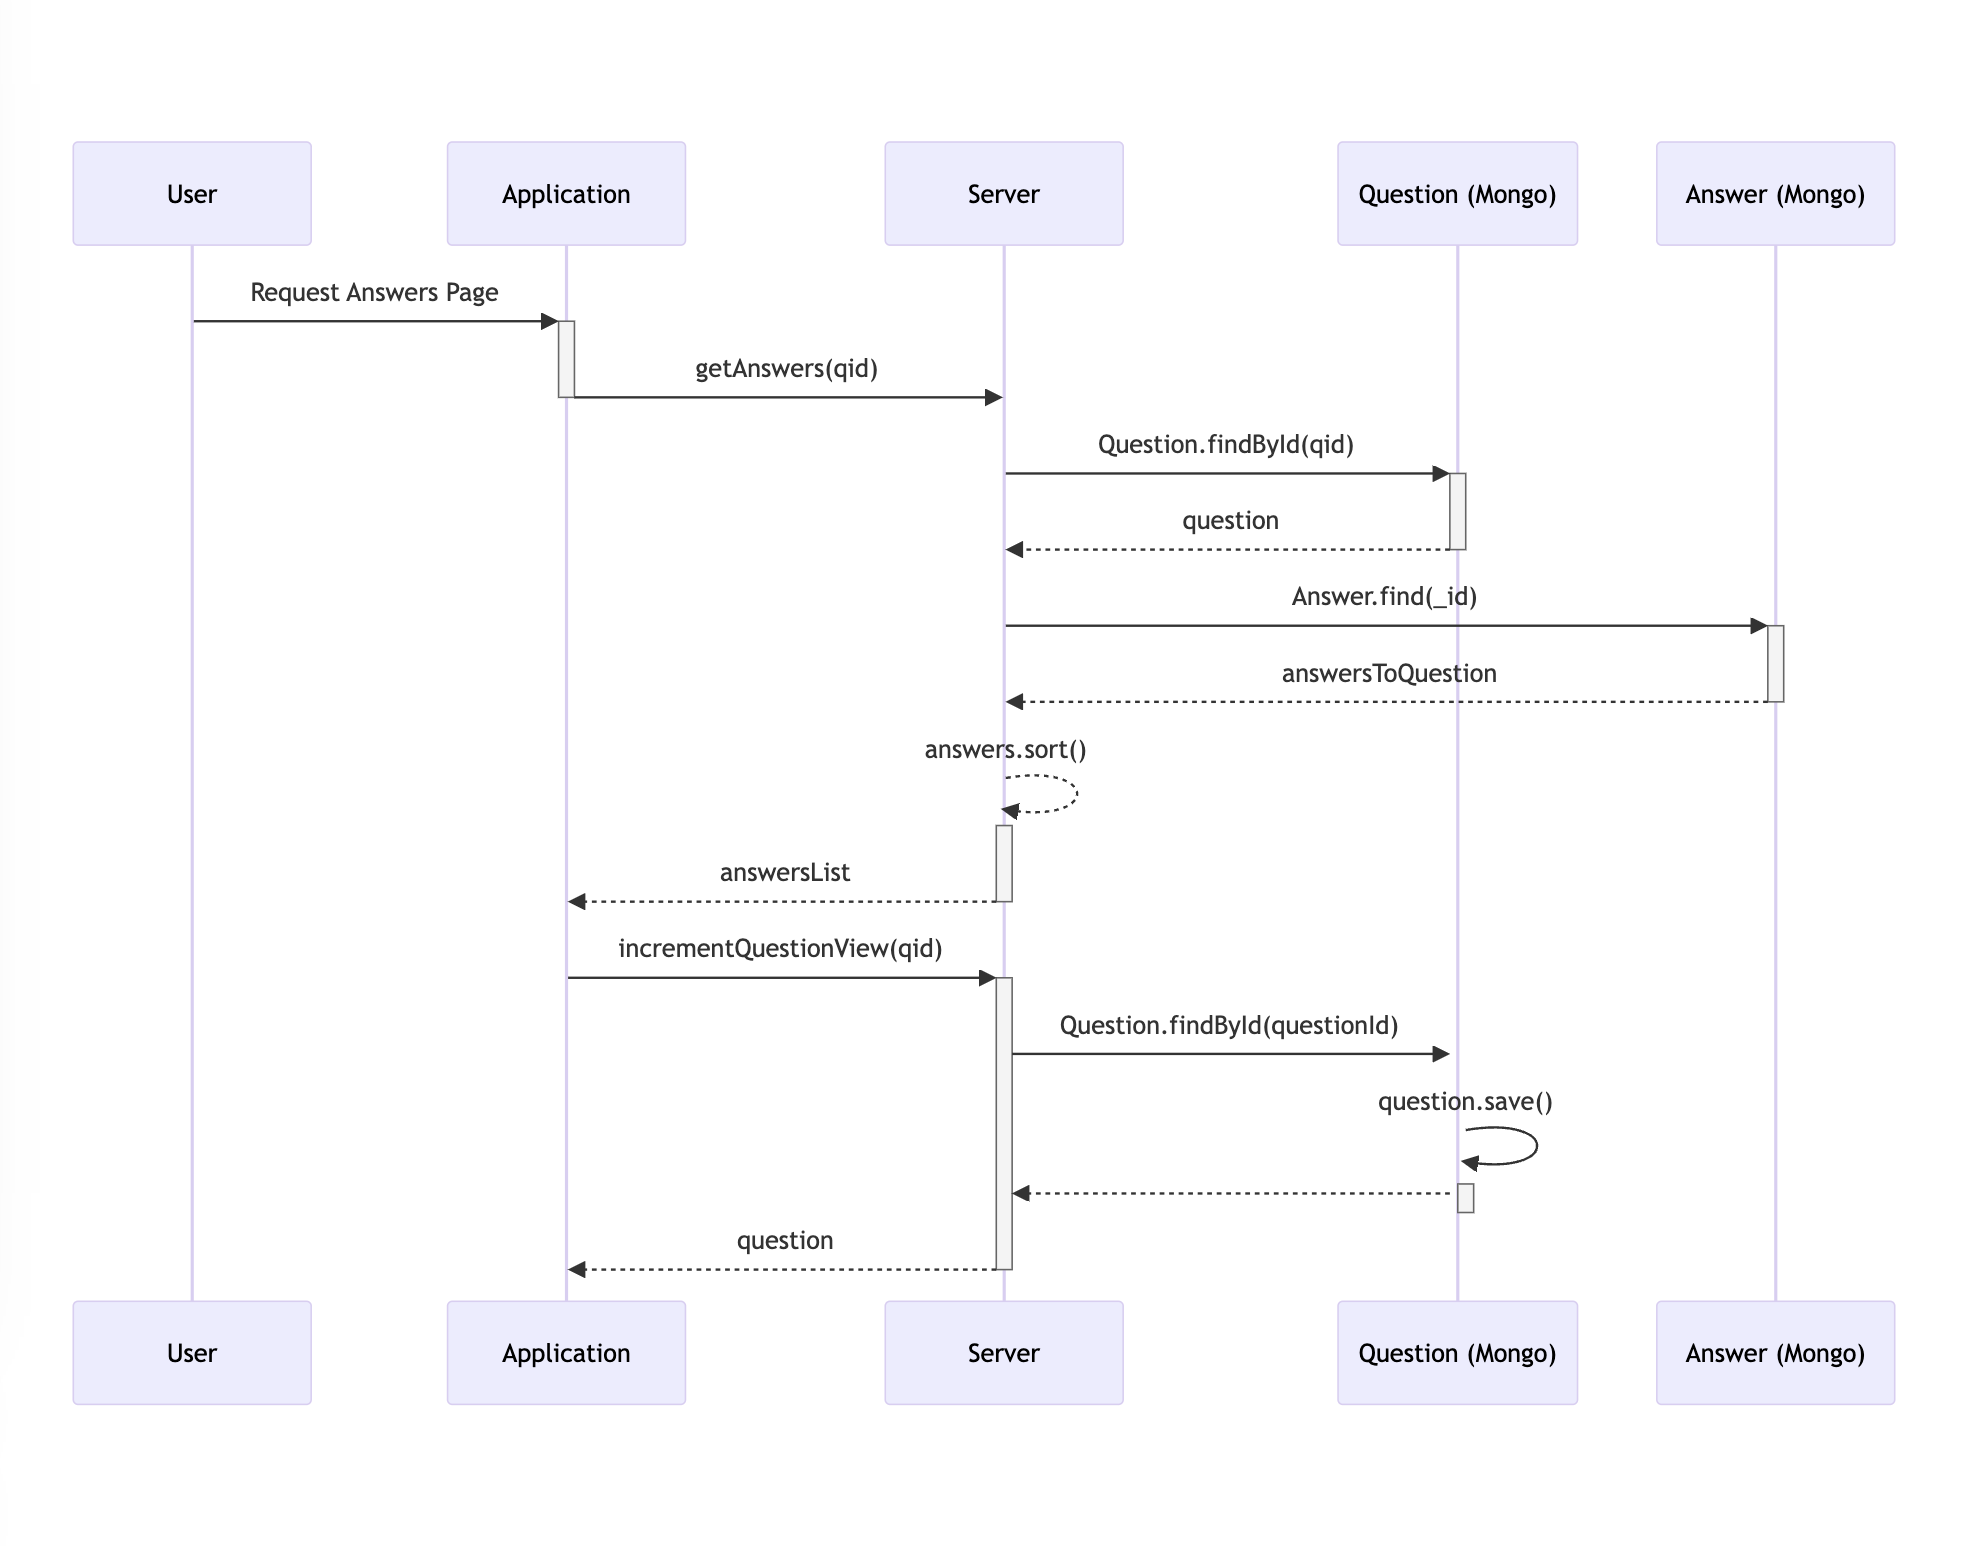 User
Application
Server
Question (Mongo)
Answer (Mongo)
Request Answers Page
getAnswers(qid)
Question.findById(qid)
question
Answer.find(_id)
answersToQuestion
answers.sort()
answersList
incrementQuestionView(qid)
Question.findById(questionId)
question.save()
question
User
Application
Server
Question (Mongo)
Answer (Mongo)